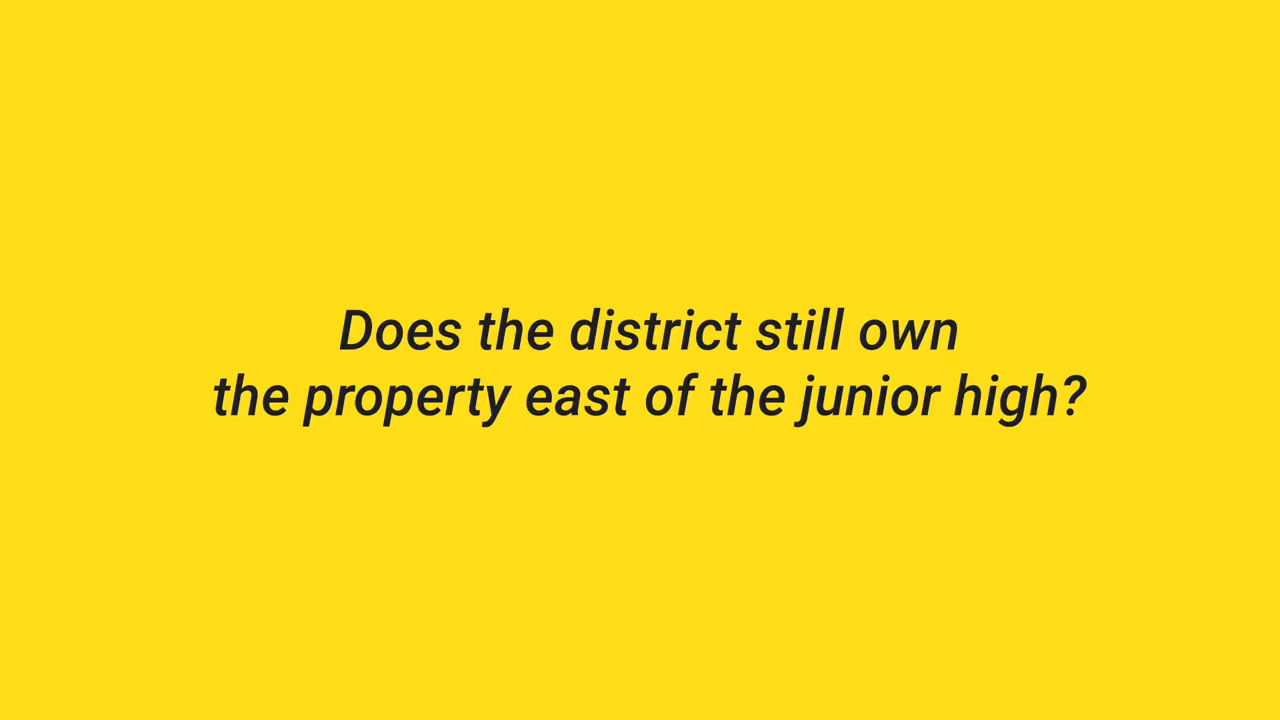 Does the district still own
the property east of the junior high?